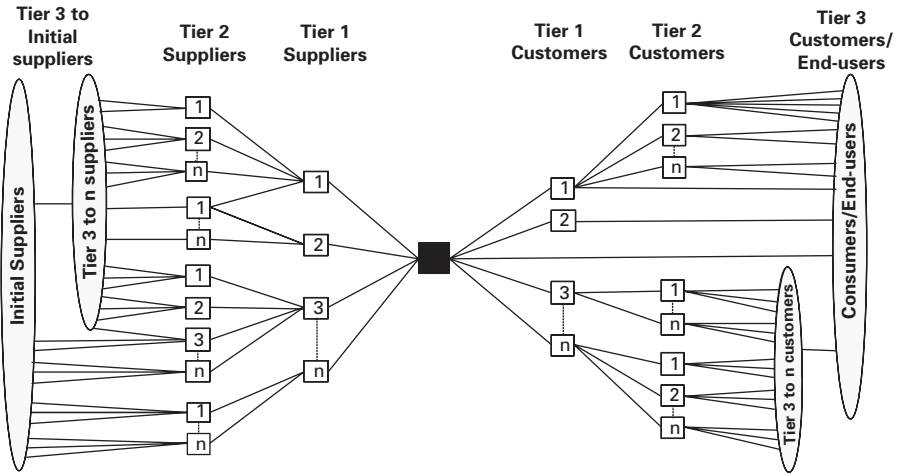 Tier 3 to
Initial
suppliers
Tier 2
Suppliers
Tier 1
Suppliers
Tier 1
Customers
Tier 2
Customers
Tier 3
Customers/
End-users
Initial Suppliers
Tier 3 to n suppliers
1
2
n
1
n
1
2
3
n
1
n
1
2
3
n
1
2
3
n
1
2
n
1
n
1
2
n
Tier 3 to n customers
Consumers/End-users